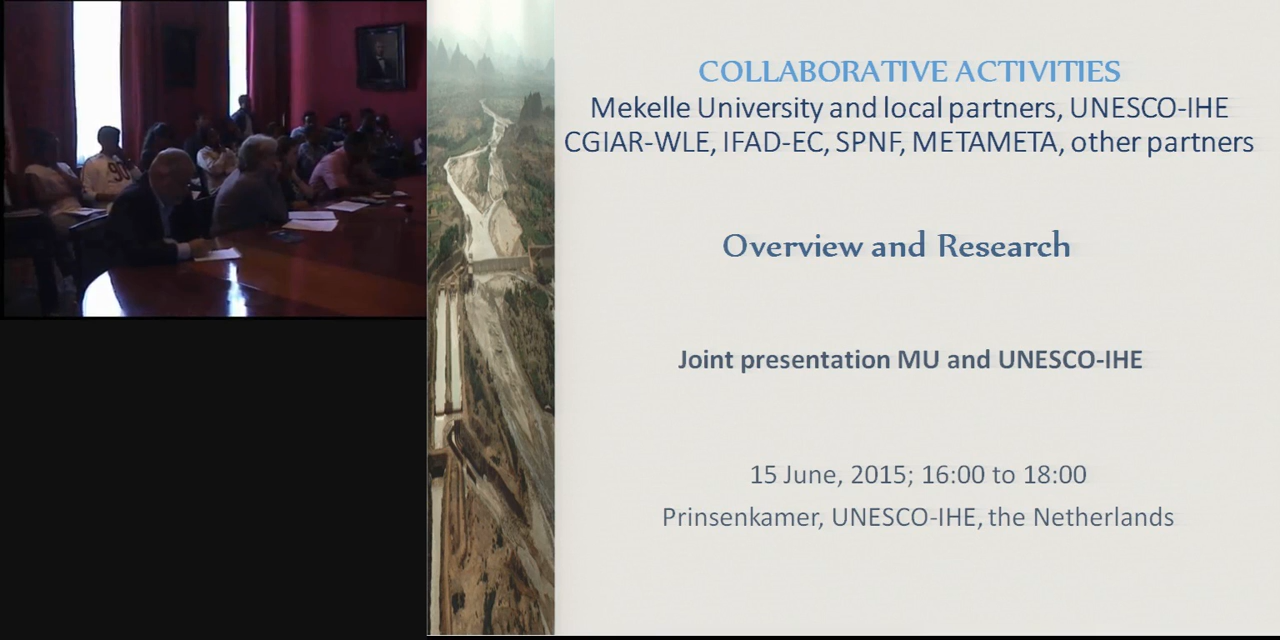 COLLABORATIVE ACTIVITIES
Mekelle University and local partners, UNESCO-IHE
CGIAR-WLE, IFAD-EC, SPNF, METAMETA, other partners
Overview and Research
Joint presentation MU and UNESCO-IHE
15 June, 2015; 16:00 to 18:00
Prinsenkamer, UNESCO-IHE, the Netherlands
90